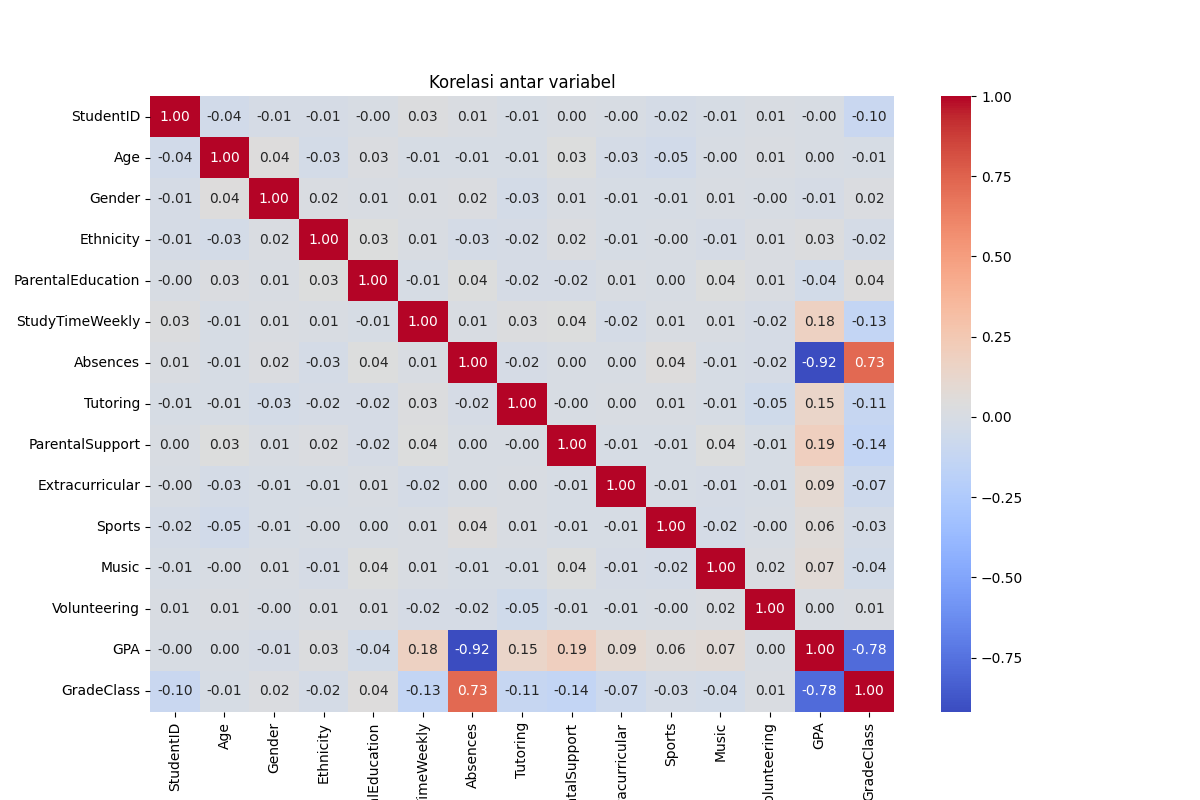 Korelasi antar variabel
StudentID 1.00 -0.04 -0.01 -0.01 -0.00 0.03 0.01 -0.01 0.00 -0.00 -0.02 -0.01 0.01 -0.00 -0.10
Age -0.04 1.00 0.04 -0.03 0.03 -0.01 -0.01 -0.01 0.03 -0.03 -0.05 -0.00 0.01 0.00 -0.01
Gender -0.01 0.04 1.00 0.02 0.01 0.01 0.02 -0.03 0.01 -0.01 -0.01 0.01 -0.00 -0.01 0.02
Ethnicity -0.01 -0.03 0.02 1.00 0.03 0.01 -0.03 -0.02 0.02 -0.01 -0.00 -0.01 0.01 0.03 -0.02
ParentalEducation -0.00 0.03 0.01 0.03 1.00 -0.01 0.04 -0.02 -0.02 0.01 0.00 0.04 0.01 -0.04 0.04
StudyTimeWeekly 0.03 -0.01 0.01 0.01 -0.01 1.00 0.01 0.03 0.04 -0.02 0.01 0.01 -0.02 0.18 -0.13
Absences 0.01 -0.01 0.02 -0.03 0.04 0.01 1.00 -0.02 0.00 0.00 0.04 -0.01 -0.02 -0.92 0.73
Tutoring -0.01 -0.01 -0.03 -0.02 -0.02 0.03 -0.02 1.00 -0.00 0.00 0.01 -0.01 -0.05 0.15 -0.11
ParentalSupport 0.00 0.03 0.01 0.02 -0.02 0.04 0.00 -0.00 1.00 -0.01 -0.01 0.04 -0.01 0.19 -0.14
Extracurricular -0.00 -0.03 -0.01 -0.01 0.01 -0.02 0.00 0.00 -0.01 1.00 -0.01 -0.01 -0.01 0.09 -0.07
Sports -0.02 -0.05 -0.01 -0.00 0.00 0.01 0.04 0.01 -0.01 -0.01 1.00 -0.02 -0.00 0.06 -0.03
Music -0.01 -0.00 0.01 -0.01 0.04 0.01 -0.01 -0.01 0.04 -0.01 -0.02 1.00 0.02 0.07 -0.04
Volunteering 0.01 0.01 -0.00 0.01 0.01 -0.02 -0.02 -0.05 -0.01 -0.01 -0.00 0.02 1.00 0.00 0.01
GPA -0.00 0.00 -0.01 0.03 -0.04 0.18 -0.92 0.15 0.19 0.09 0.06 0.07 0.00 1.00 -0.78
GradeClass -0.10 -0.01 0.02 -0.02 0.04 -0.13 0.73 -0.11 -0.14 -0.07 -0.03 -0.04 0.01 -0.78 1.00
StudentID
Age
Gender
Ethnicity
lEducation
imeWeekly
Absences
Tutoring
ntalSupport
acurricular
Sports
Music
olunteering
GPA
GradeClass
1.00
0.75
0.50
0.25
0.00
−0.25
−0.50
−0.75